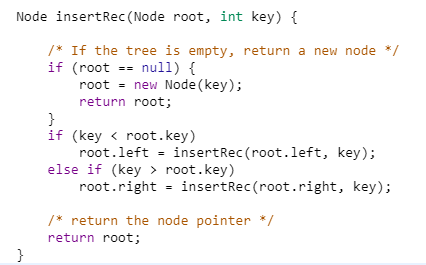 Node insertRec(Node root, int key) {
/* If the tree is empty, return a new node */
if (root == null) {
root = new Node(key);
return root;
}
if (key < root.key)
root.left = insertRec(root.left, key);
else if (key > root.key)
root.right = insertRec(root.right, key);
/* return the node pointer */
return root;
}